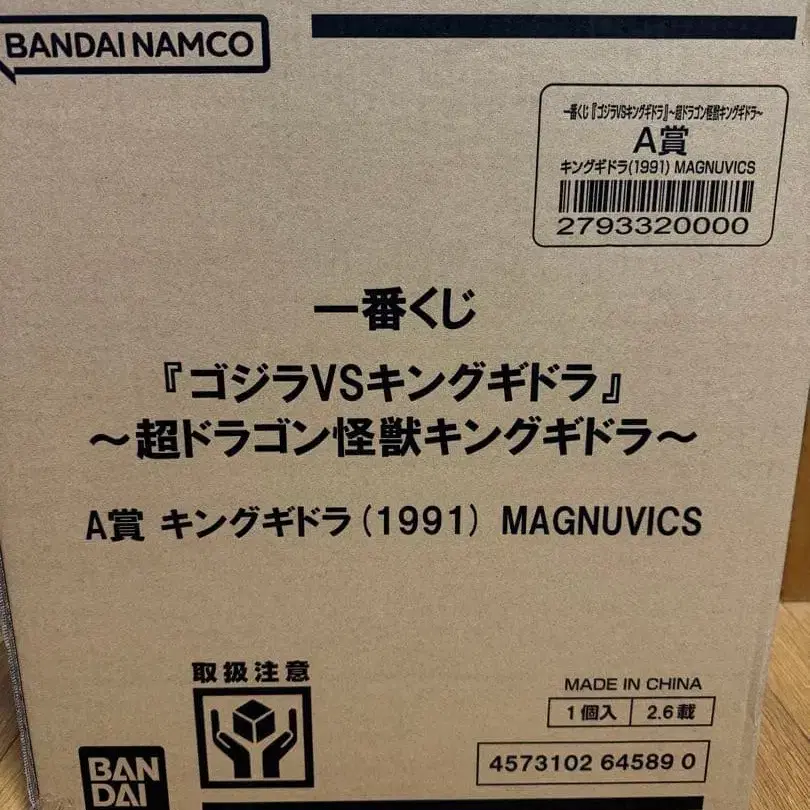 BANDAI NAMCO
一番くじ『ゴジラVSキングギドラ』~超ドラゴン怪獣キングギドラ~
A賞
キングギドラ(1991) MAGNUVICS
2793320000
一番くじ
『ゴジラVSキングギドラ』
~超ドラゴン怪獣キングギドラ~
A賞 キングギドラ(1991) MAGNUVICS
取扱注意
MADE IN CHINA
1個入 2.6載
4573102 64589 0
BAN
DAI